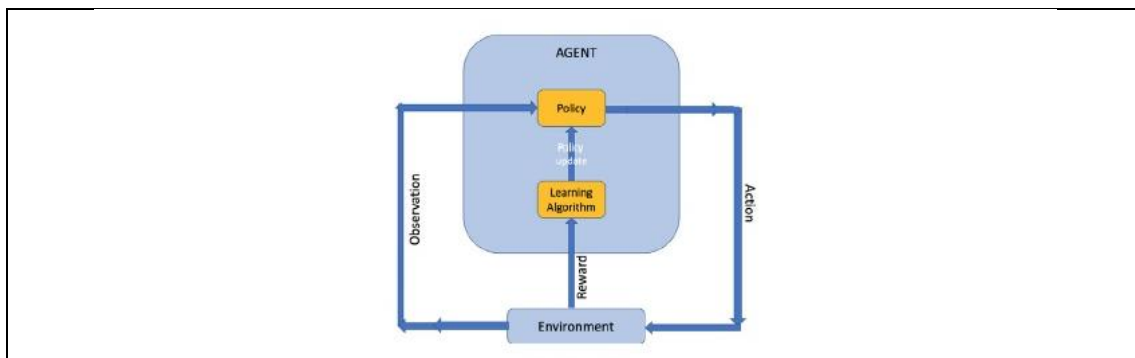 AGENT
Policy
Policy
update
Learning
Algorithm
Observation
Action
Reward
Environment